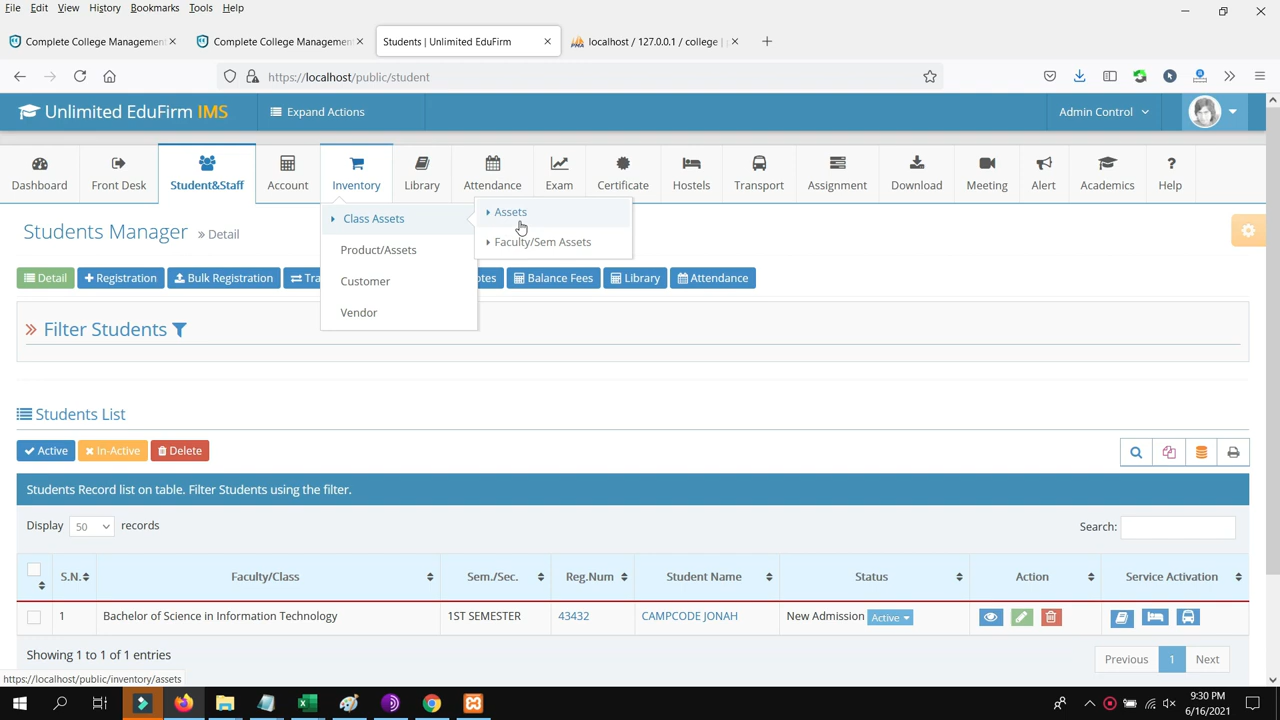 File Edit View History Bookmarks Tools Help
Complete College Management
Complete College Management
Students | Unlimited EduFirm
localhost / 127.0.0.1 / college |
https://localhost/public/student
Unlimited EduFirm IMS
Expand Actions
Admin Control
Dashboard Front Desk Student&Staff Account Inventory Library Attendance Exam Certificate Hostels Transport Assignment Download Meeting Alert Academics Help
Class Assets
Product/Assets
Customer
Vendor
Assets
Faculty/Sem Assets
Students Manager » Detail
Detail Registration Bulk Registration Tra otes Balance Fees Library Attendance
Filter Students
Students List
Active In-Active Delete
Students Record list on table. Filter Students using the filter.
Display 50 records
Search:
S.N. Faculty/Class Sem./Sec. Reg.Num Student Name Status Action Service Activation
1 Bachelor of Science in Information Technology 1ST SEMESTER 43432 CAMPCODE JONAH New Admission Active
Showing 1 to 1 of 1 entries
Previous 1 Next
https://localhost/public/inventory/assets
9:30 PM
6/16/2021